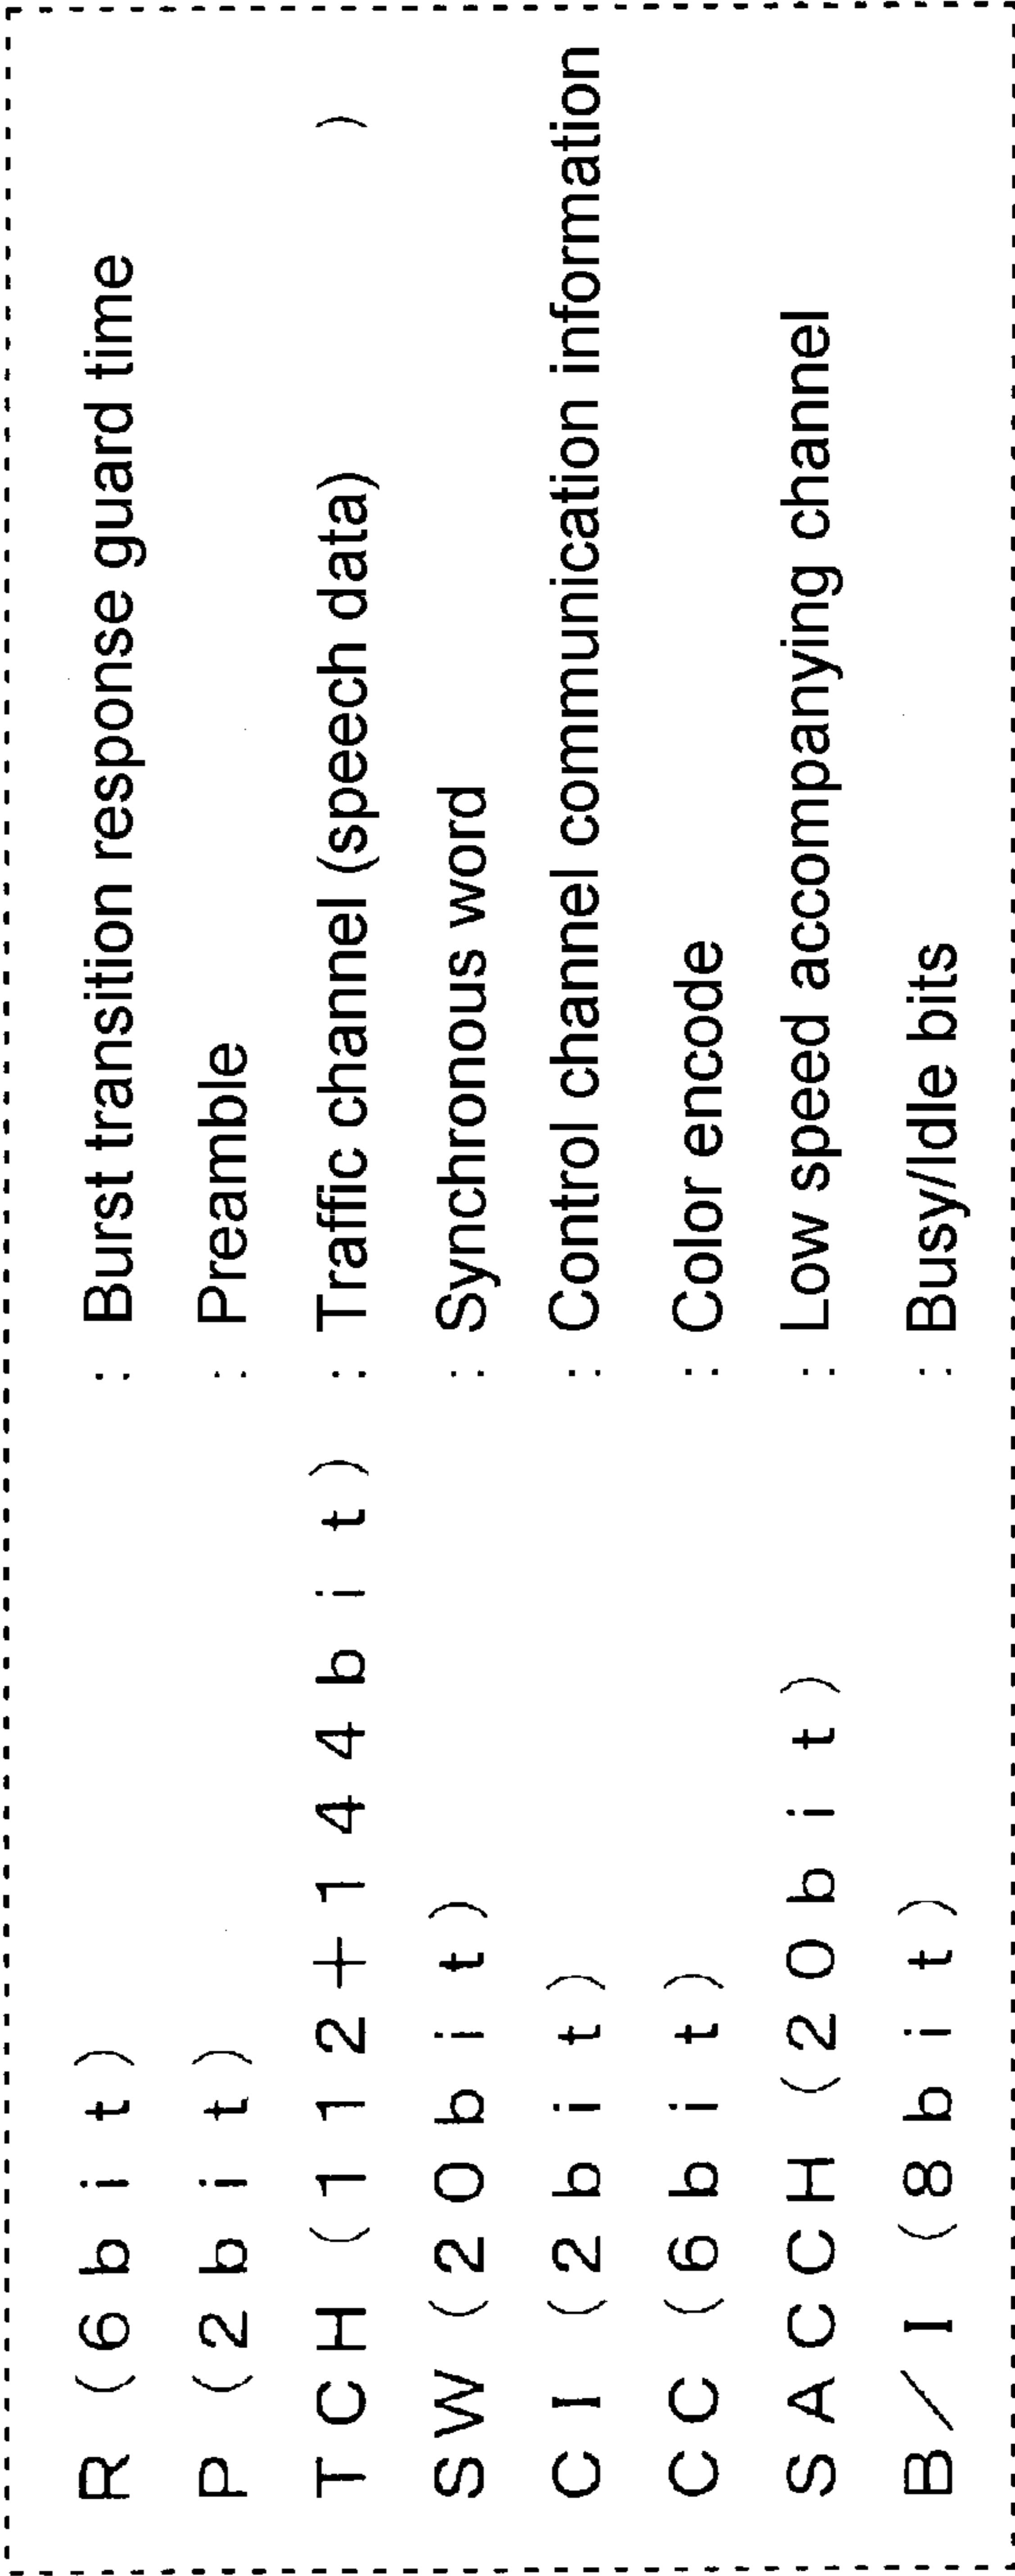 R (6bit) : Burst transition response guard time
P (2bit) : Preamble
TCH (112+144bit) : Traffic channel (speech data) )
SW (20bit) : Synchronous word
CI (2bit) : Control channel communication information
CC (6bit) : Color encode
SACCH (20bit) : Low speed accompanying channel
B/I (8bit) : Busy/Idle bits